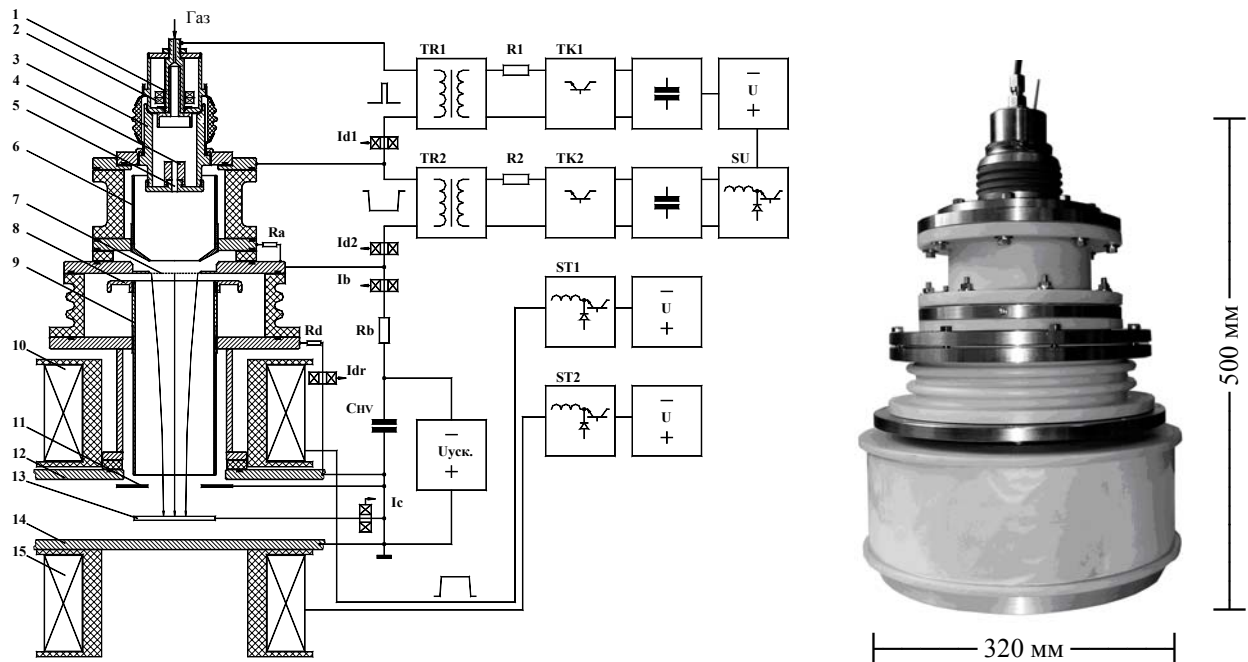 Газ
1
2
3
4
5
6
7
8
9
10
11
12
13
14
15
TR1 R1 TK1
− U +
Id1
TR2 R2 TK2 SU
Ra
Id2
Ib
ST1
− U +
Rd
Rb
Idr
ST2
− U +
CHV
− Uуск. +
Ic
500 мм
320 мм